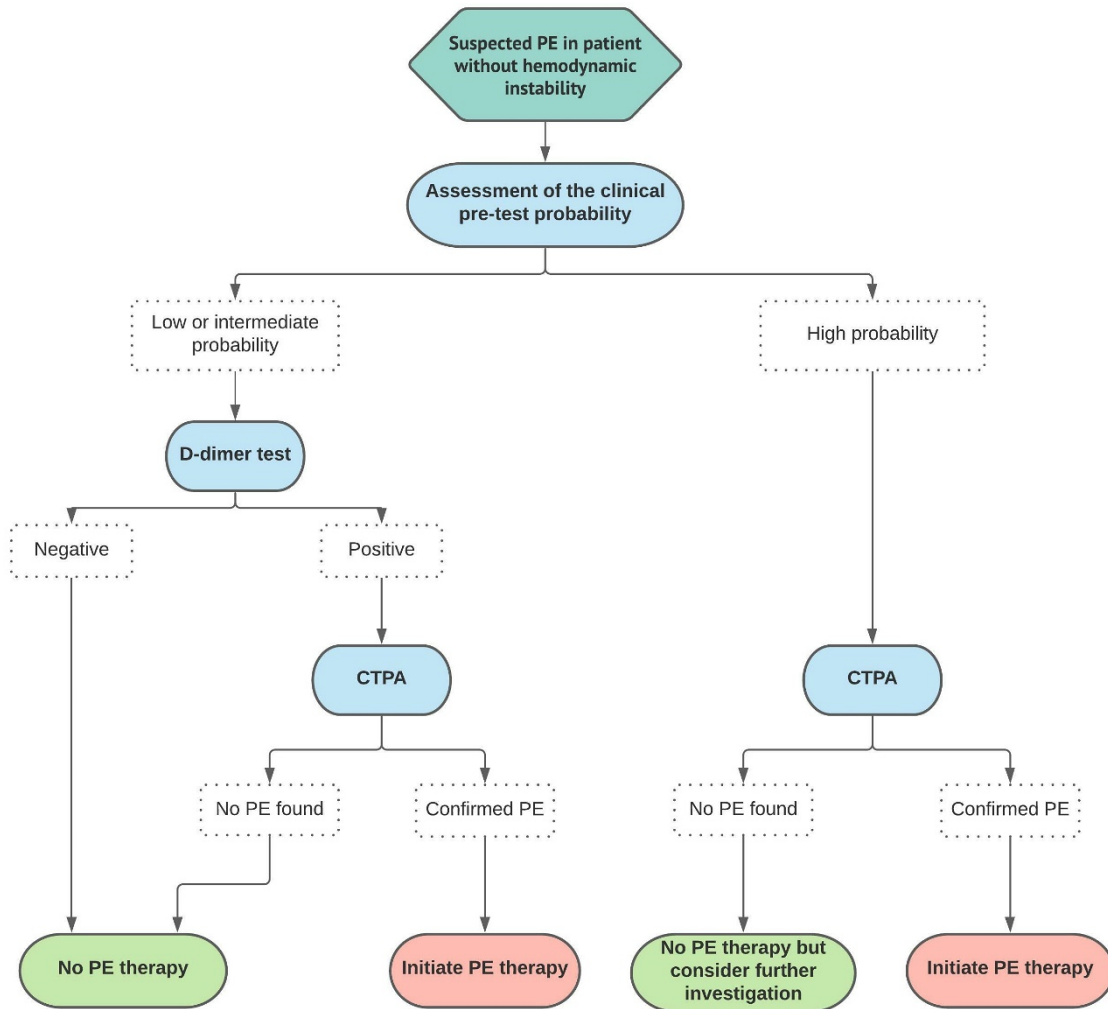 Suspected PE in patient
without hemodynamic
instability
Assessment of the clinical
pre-test probability
Low or intermediate
probability
High probability
D-dimer test
Negative
Positive
CTPA
CTPA
No PE found
Confirmed PE
No PE found
Confirmed PE
No PE therapy
Initiate PE therapy
No PE therapy but
consider further
investigation
Initiate PE therapy